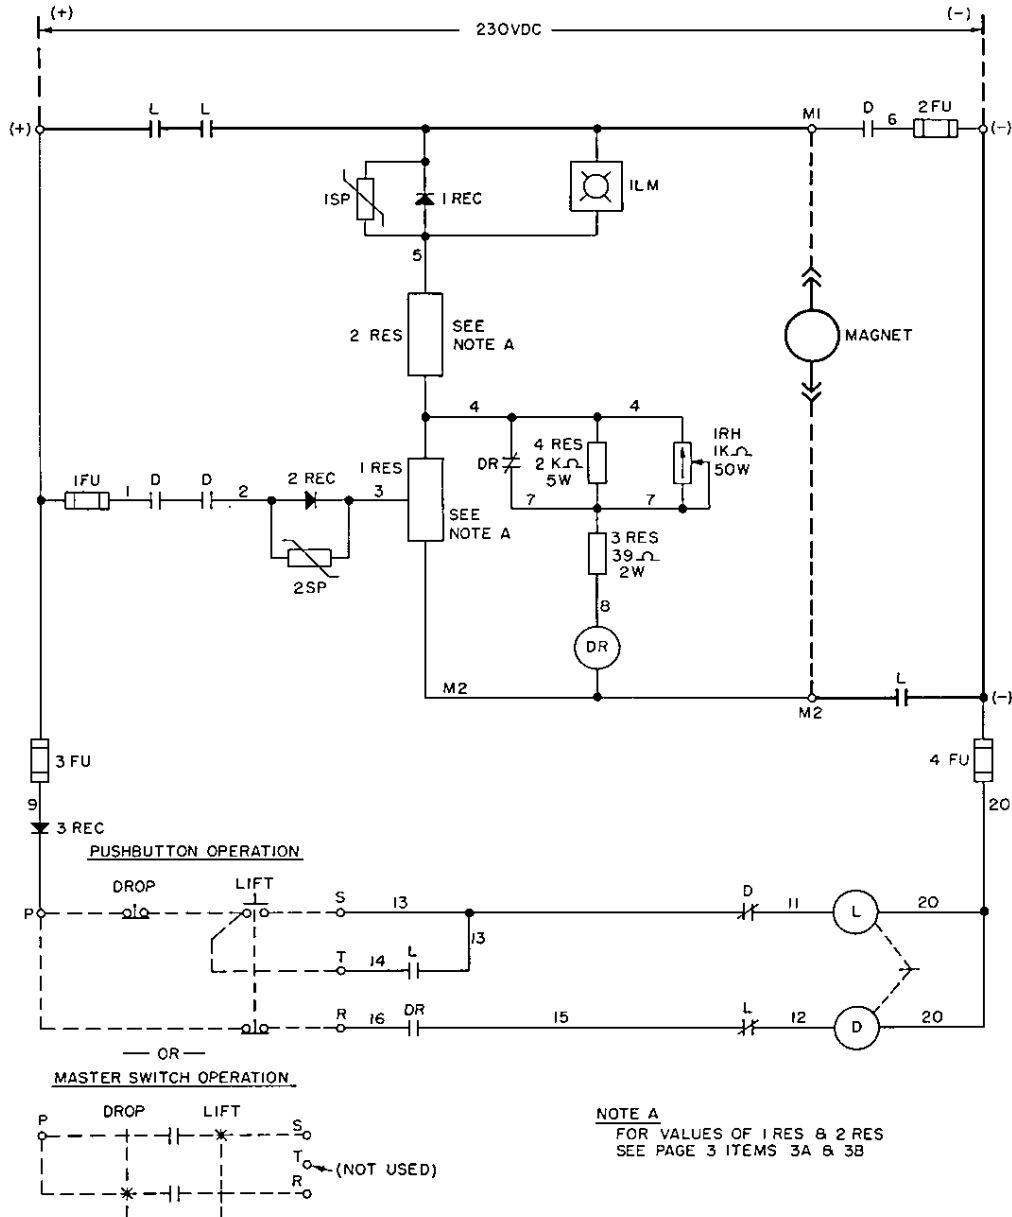 (+) (-)
230VDC
L L M1 D 6 2FU
(+) (-)
1SP 1 REC 1LM
5
2 RES SEE
NOTE A
MAGNET
4 4
1 RES DR 4 RES
2 K Ω
5W
1RH
1K Ω
50W
1FU 1 D D 2 2 REC 3
SEE
NOTE A
7 7
3 RES
39 Ω
2W
2SP
8
DR
M2 M2 L (-)
3 FU 4 FU
9 20
3 REC
PUSHBUTTON OPERATION
DROP LIFT
P S 13 D 11 L 20
13
T 14 L
R 16 DR 15 L 12 D 20
— OR —
MASTER SWITCH OPERATION
P DROP LIFT S
T (NOT USED)
R
NOTE A
FOR VALUES OF 1 RES & 2 RES
SEE PAGE 3 ITEMS 3A & 3B